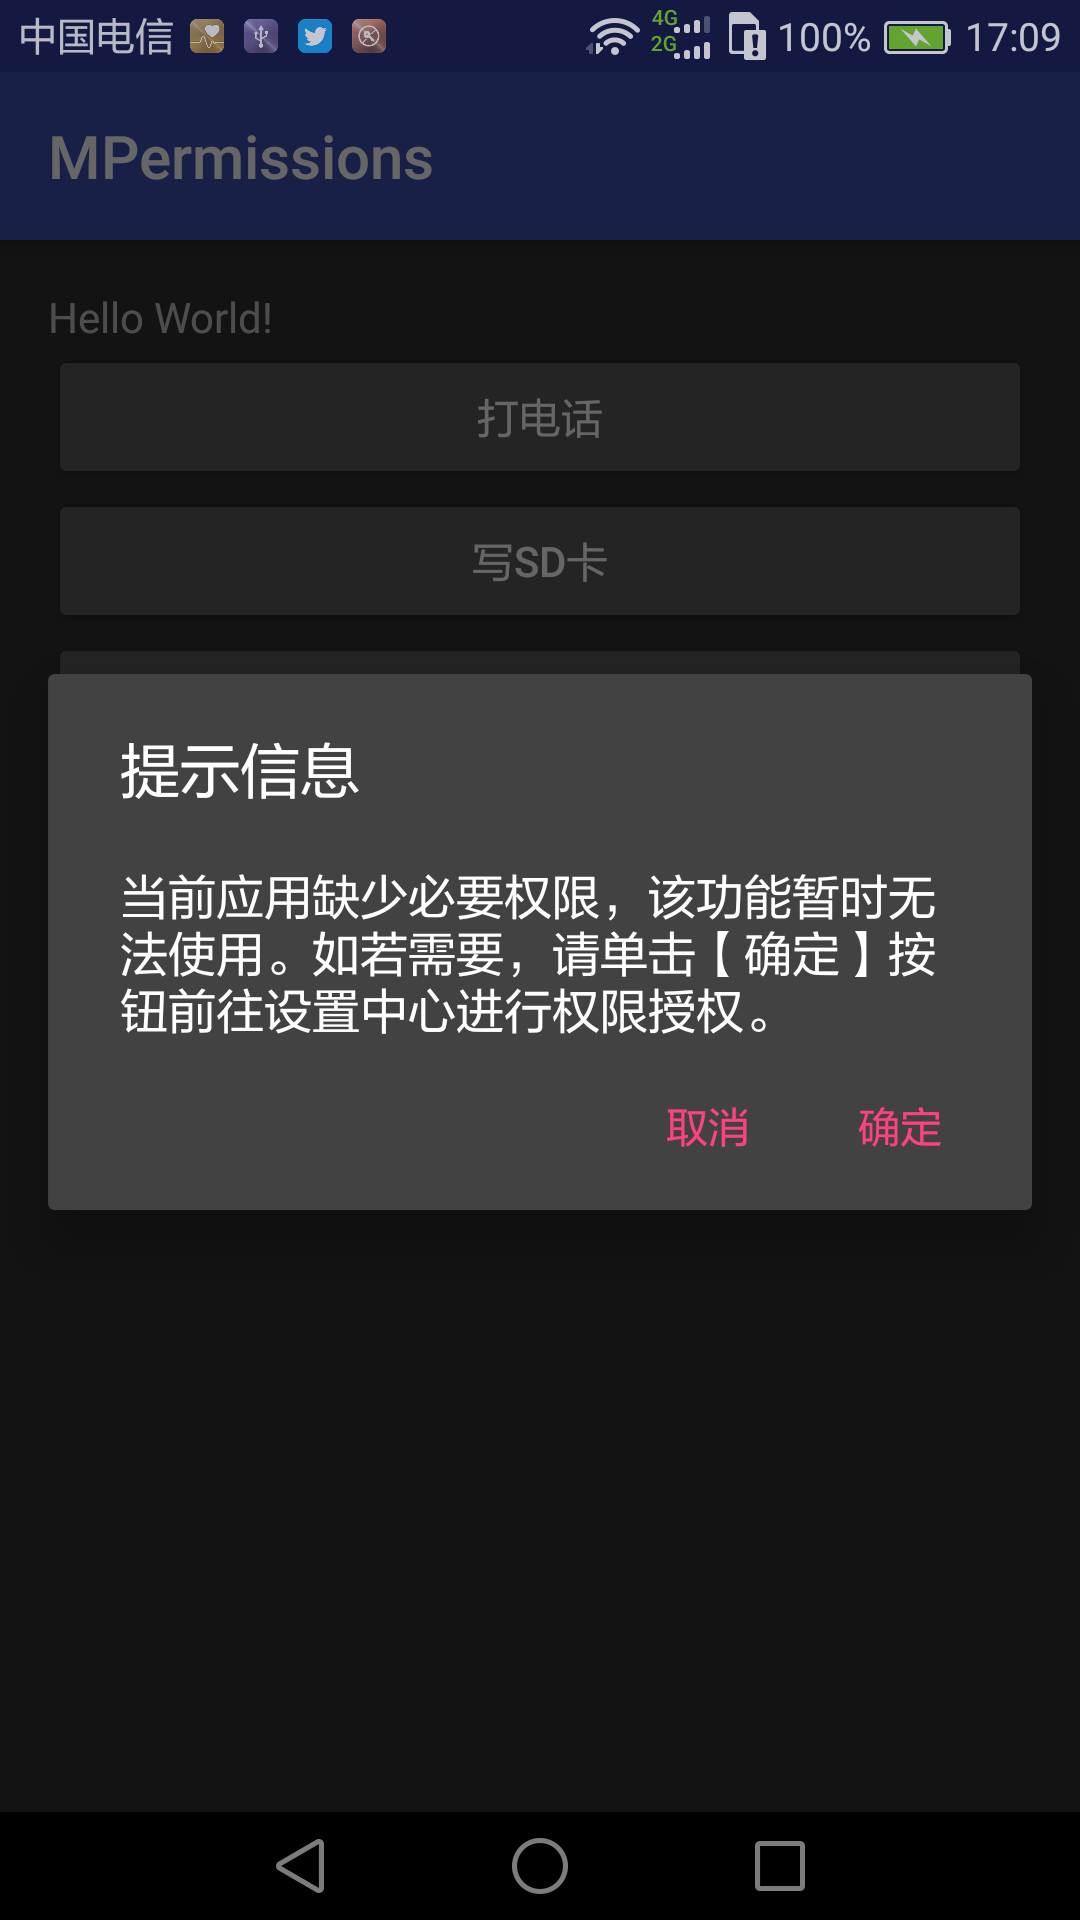 中国电信 4G 2G 100% 17:09
MPermissions
Hello World!
打电话
写SD卡
提示信息
当前应用缺少必要权限，该功能暂时无
法使用。如若需要，请单击【确定】按
钮前往设置中心进行权限授权。
取消 确定